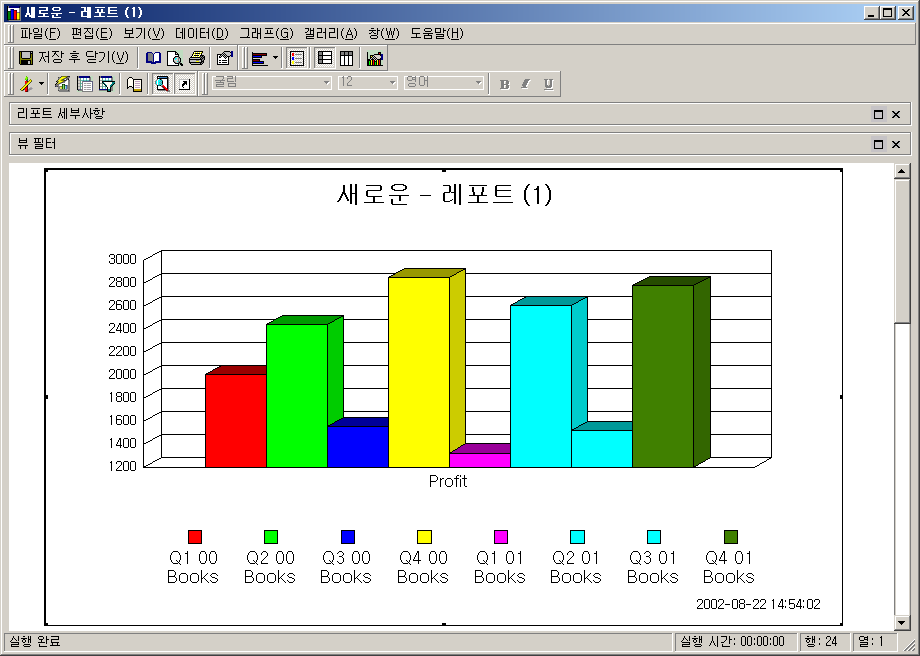 새로운 - 레포트 (1)
파일(F) 편집(E) 보기(V) 데이터(D) 그래프(G) 갤러리(A) 창(W) 도움말(H)
저장 후 닫기(V)
굴림 12 영어 B I U
리포트 세부사항
뷰 필터
새로운 - 레포트 (1)
3000
2800
2600
2400
2200
2000
1800
1600
1400
1200
Profit
Q1 00 Q2 00 Q3 00 Q4 00 Q1 01 Q2 01 Q3 01 Q4 01
Books Books Books Books Books Books Books Books
2002-08-22 14:54:02
실행 완료 실행 시간: 00:00:00 행: 24 열: 1